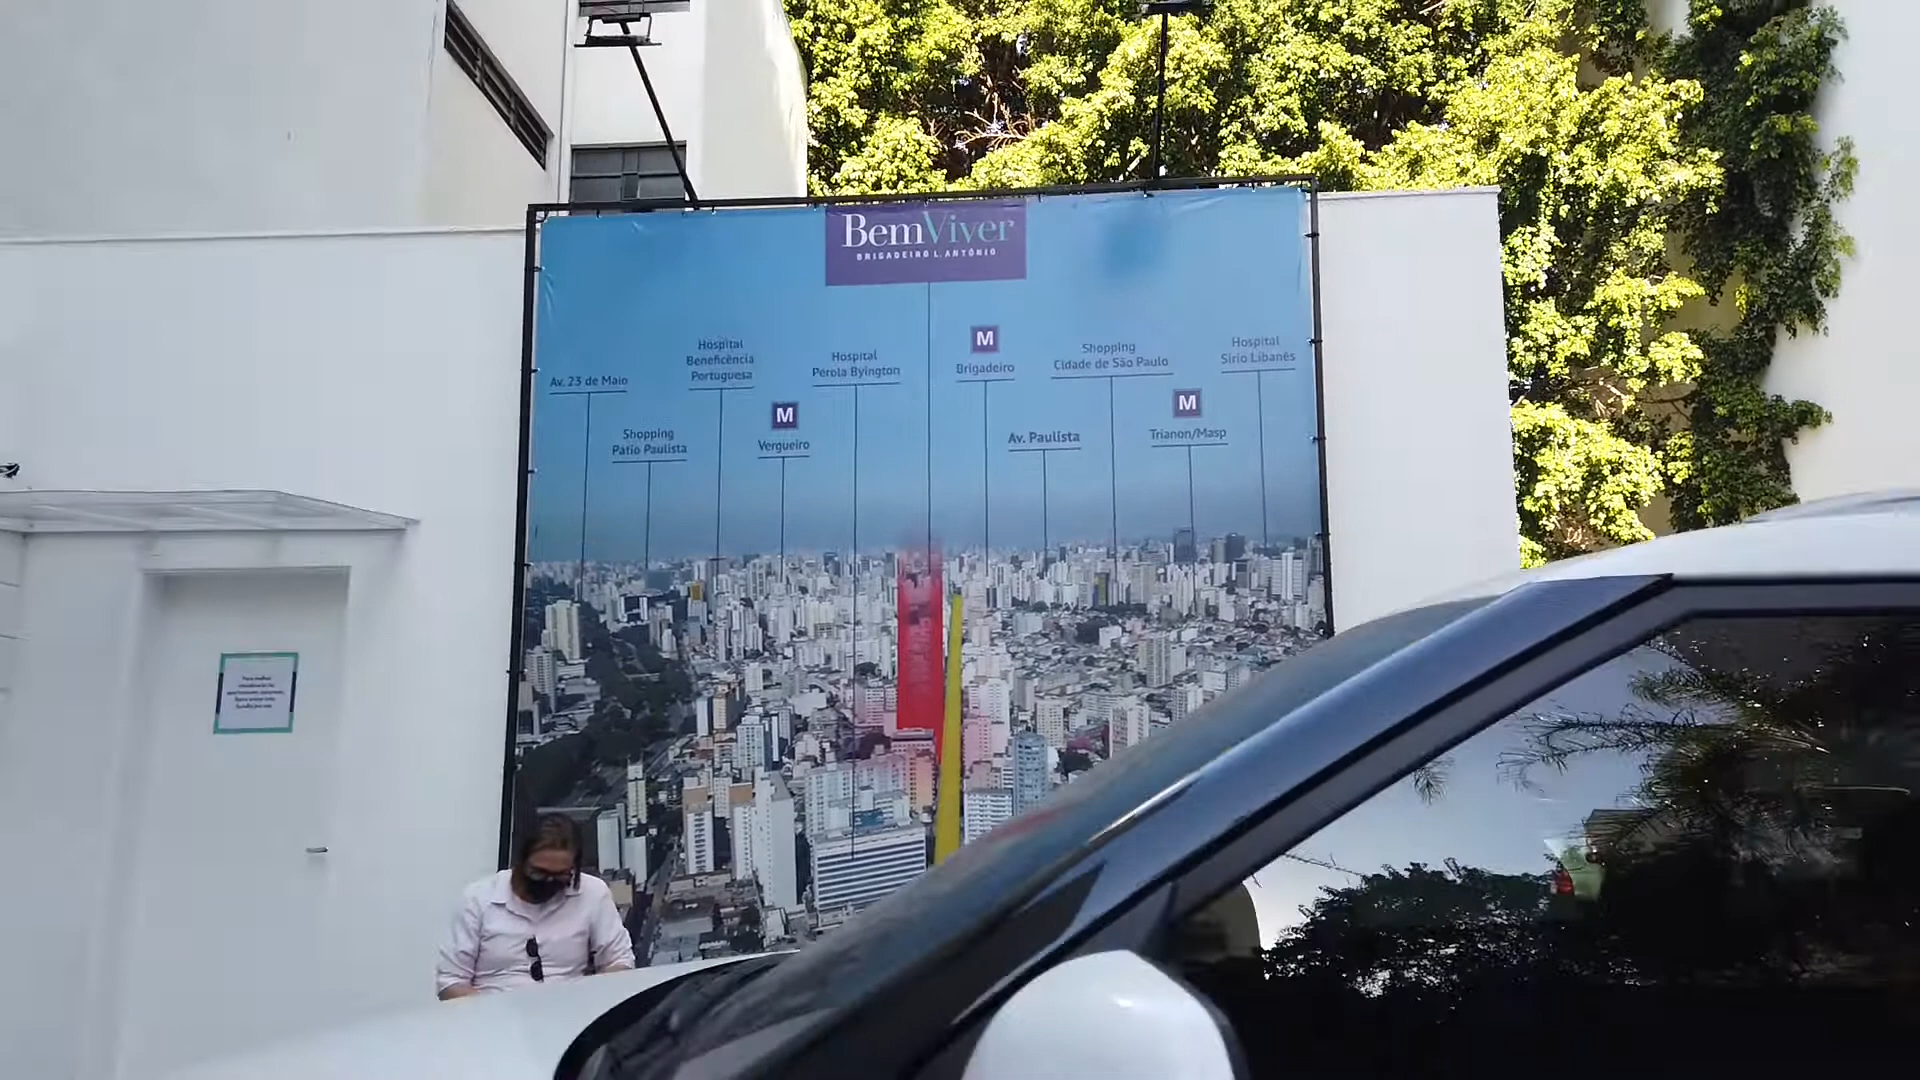 BemViver
BRIGADEIRO L. ANTÔNIO
Av. 23 de Maio
Shopping
Pátio Paulista
Hospital
Beneficência
Portuguesa
M
Vergueiro
Hospital
Pérola Byington
M
Brigadeiro
Av. Paulista
Shopping
Cidade de São Paulo
M
Trianon/Masp
Hospital
Sírio Libanês